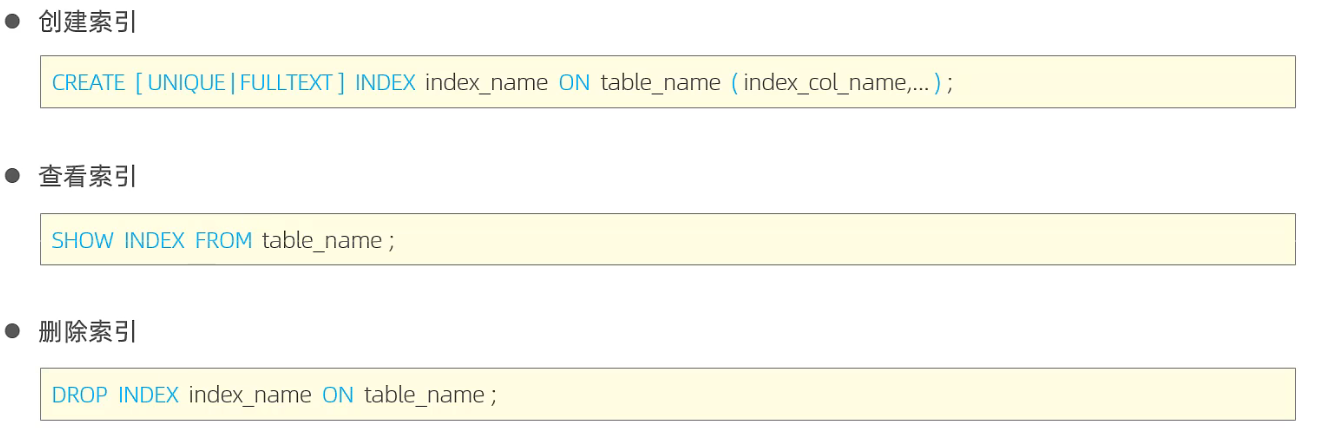 ● 创建索引
CREATE [ UNIQUE | FULLTEXT ] INDEX index_name ON table_name ( index_col_name,... ) ;
● 查看索引
SHOW INDEX FROM table_name ;
● 删除索引
DROP INDEX index_name ON table_name ;